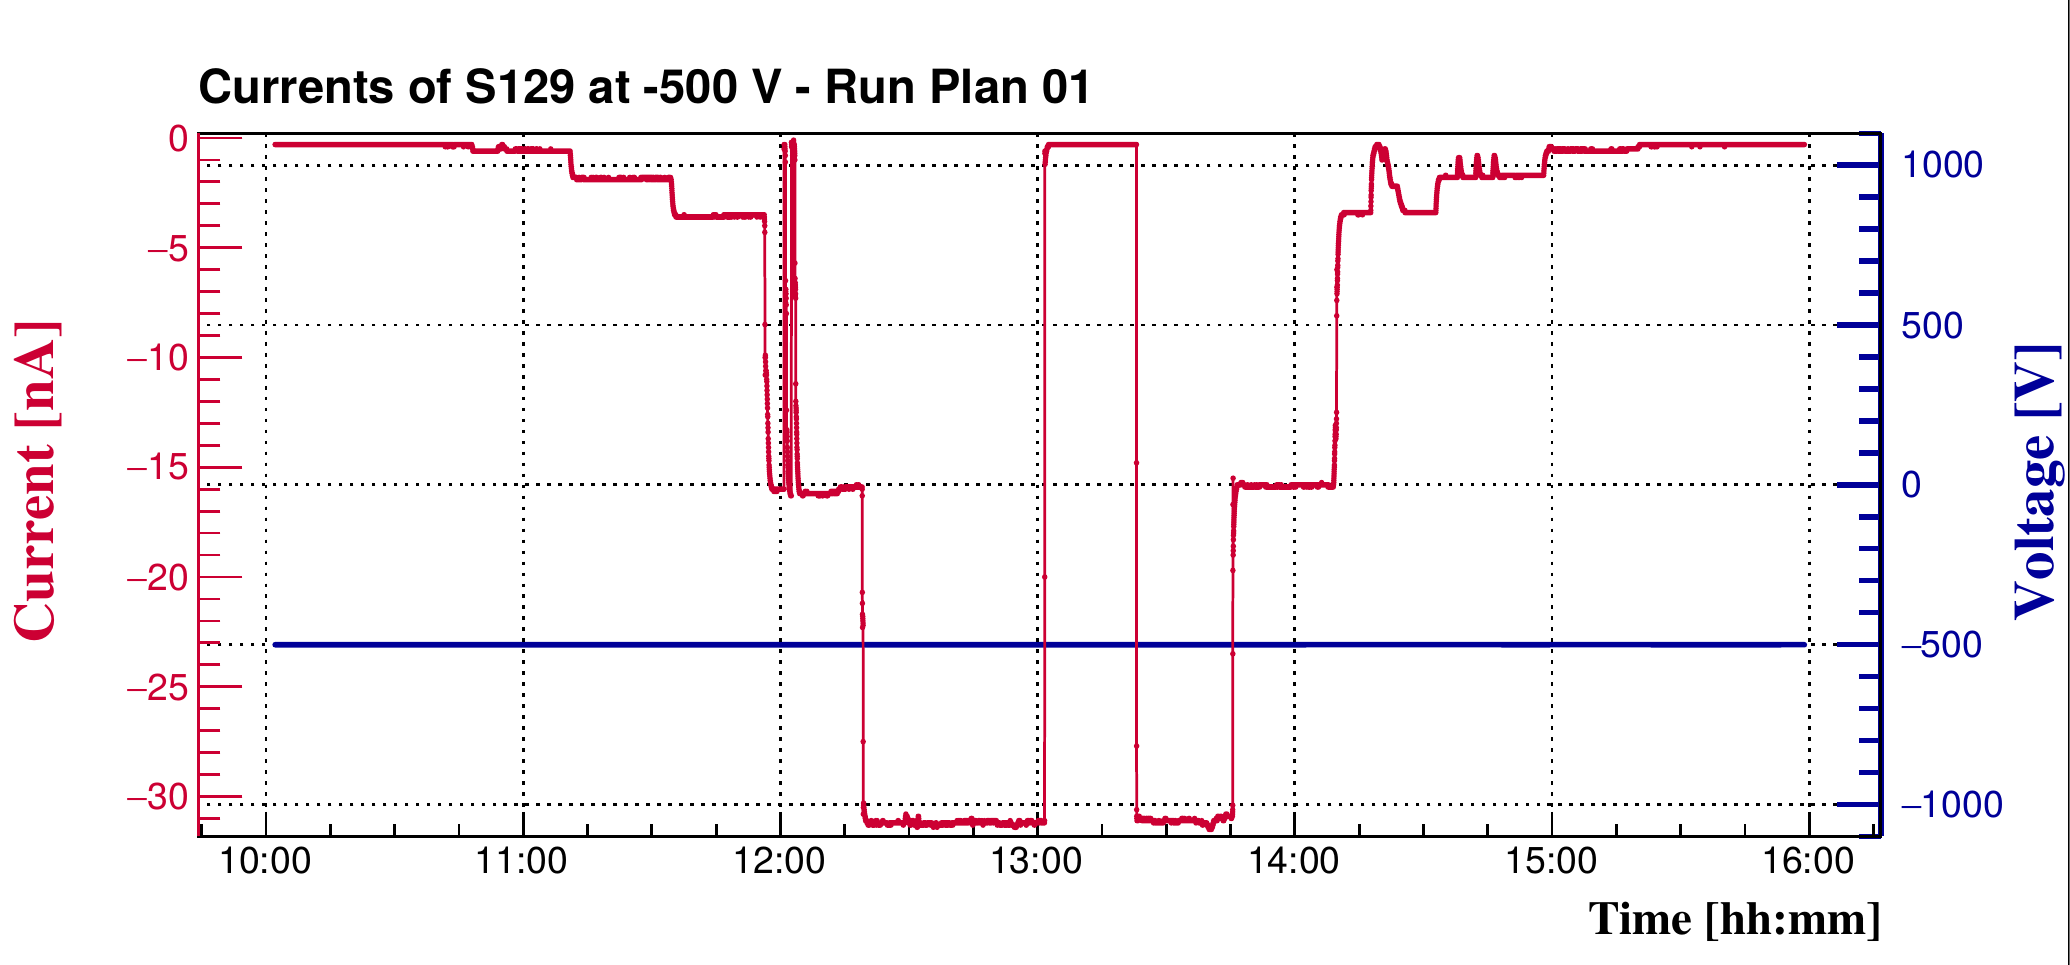 Currents of S129 at -500 V - Run Plan 01
Current [nA]
0
−5
−10
−15
−20
−25
−30
1000
500
0
−500
−1000
Voltage [V]
10:00 11:00 12:00 13:00 14:00 15:00 16:00
Time [hh:mm]